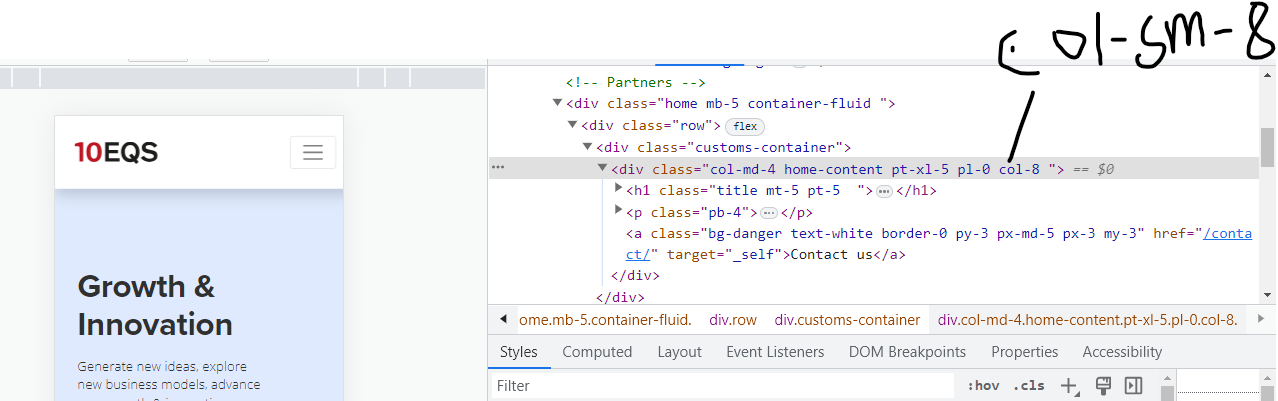 col-sm-8
<!-- Partners -->
<div class="home mb-5 container-fluid ">
<div class="row"> flex
<div class="customs-container">
<div class="col-md-4 home-content pt-xl-5 pl-0 col-8 "> == $0
<h1 class="title mt-5 pt-5  ">…</h1>
<p class="pb-4">…</p>
<a class="bg-danger text-white border-0 py-3 px-md-5 px-3 my-3" href="/conta
ct/" target="_self">Contact us</a>
</div>
</div>
10EQS
Growth &
Innovation
Generate new ideas, explore
new business models, advance
ome.mb-5.container-fluid. div.row div.customs-container div.col-md-4.home-content.pt-xl-5.pl-0.col-8.
Styles Computed Layout Event Listeners DOM Breakpoints Properties Accessibility
Filter :hov .cls